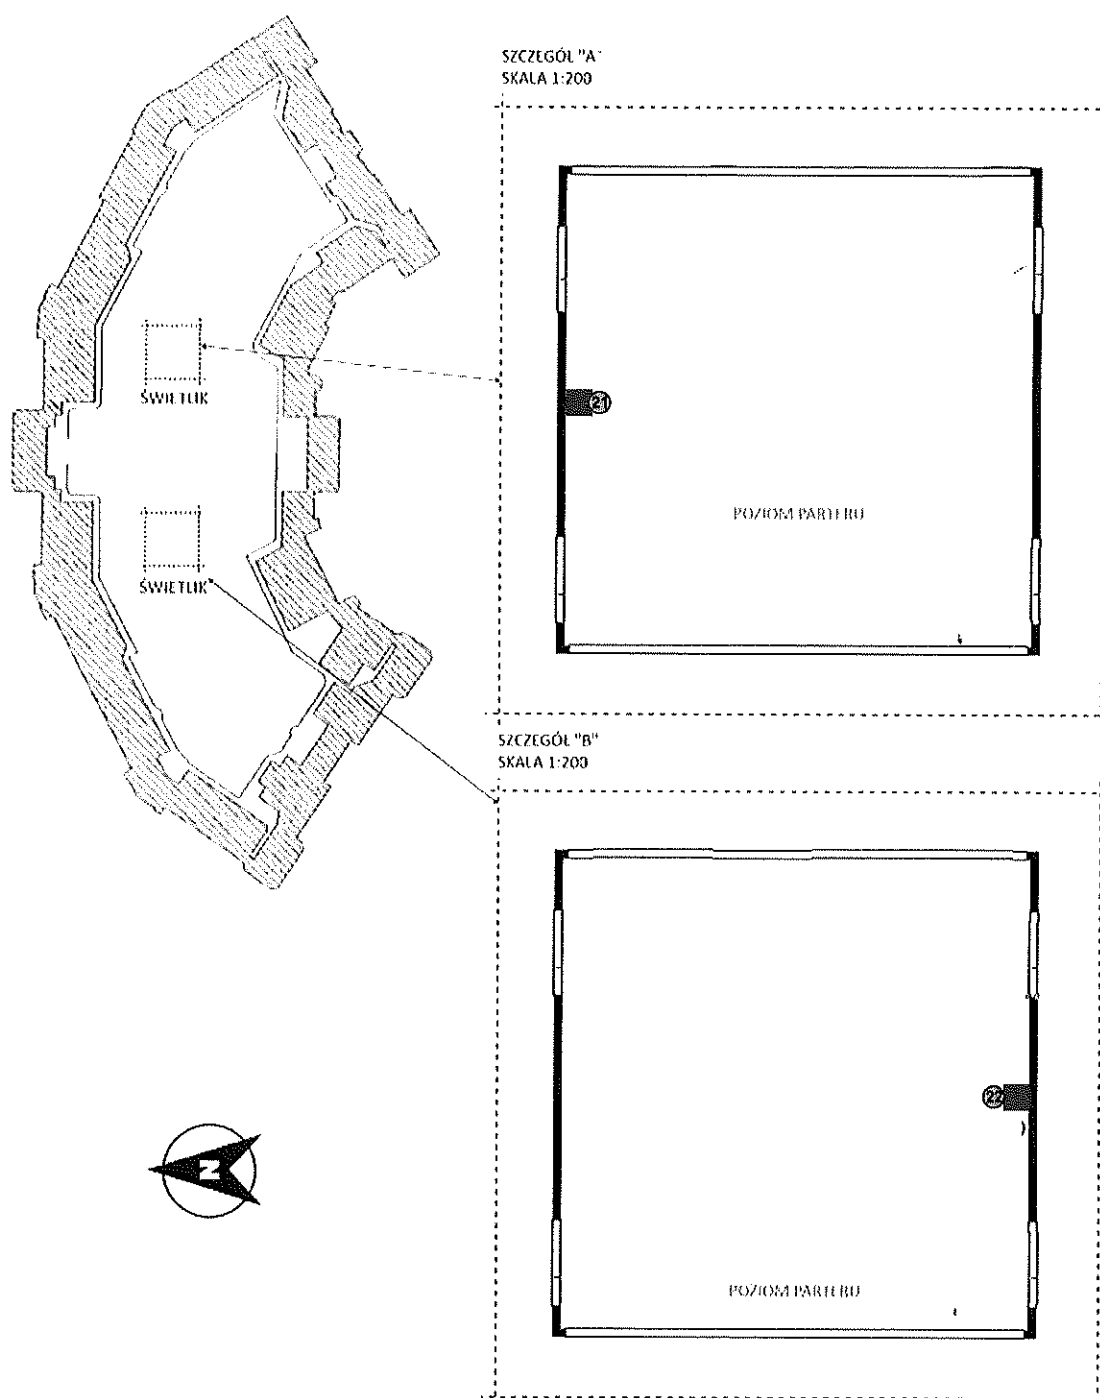 SZCZEGÓŁ "A"
SKALA 1:200
21
POZIOM PARTERU
ŚWIETLIK
ŚWIETLIK
SZCZEGÓŁ "B"
SKALA 1:200
22
POZIOM PARTERU
N